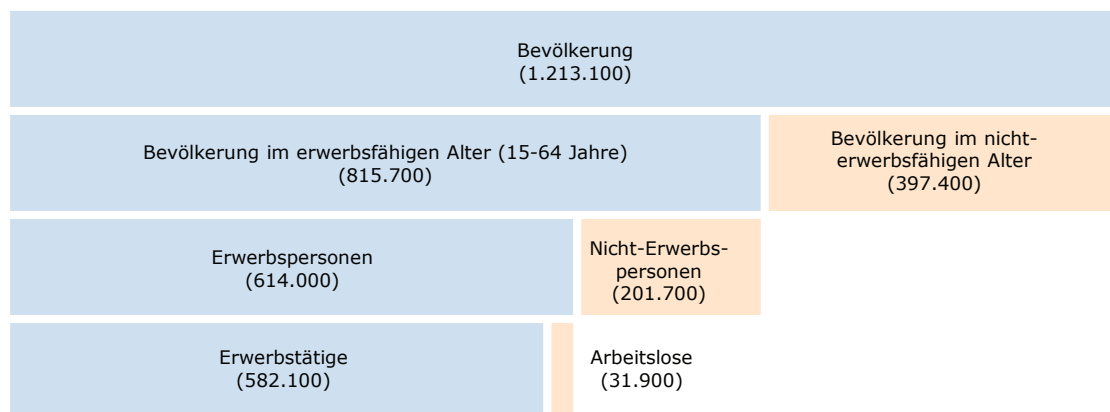 Bevölkerung
(1.213.100)
Bevölkerung im erwerbsfähigen Alter (15-64 Jahre)
(815.700)
Bevölkerung im nicht-
erwerbsfähigen Alter
(397.400)
Erwerbspersonen
(614.000)
Nicht-Erwerbs-
personen
(201.700)
Erwerbstätige
(582.100)
Arbeitslose
(31.900)